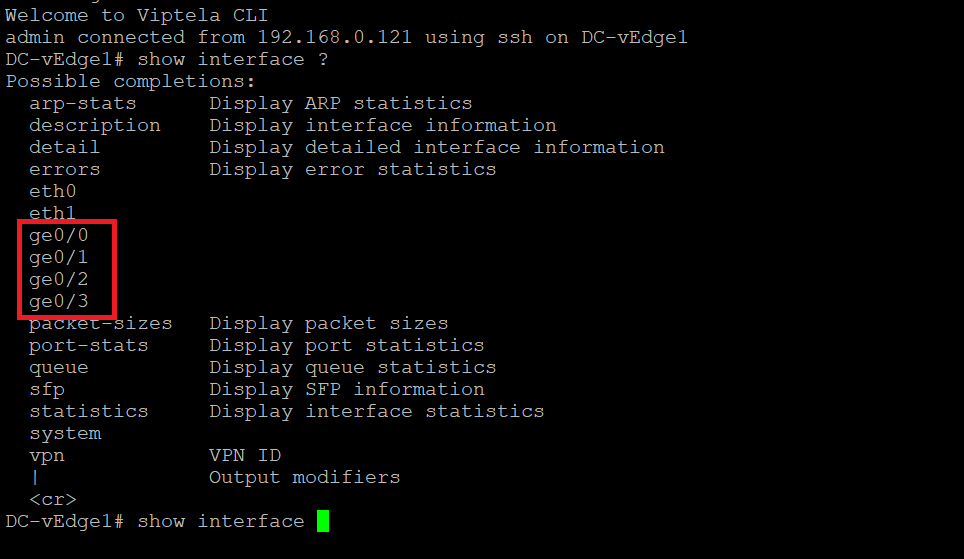 Welcome to Viptela CLI
admin connected from 192.168.0.121 using ssh on DC-vEdge1
DC-vEdge1# show interface ?
Possible completions:
  arp-stats      Display ARP statistics
  description    Display interface information
  detail         Display detailed interface information
  errors         Display error statistics
  eth0
  eth1
  ge0/0
  ge0/1
  ge0/2
  ge0/3
  packet-sizes   Display packet sizes
  port-stats     Display port statistics
  queue          Display queue statistics
  sfp            Display SFP information
  statistics     Display interface statistics
  system
  vpn            VPN ID
  |              Output modifiers
  <cr>
DC-vEdge1# show interface